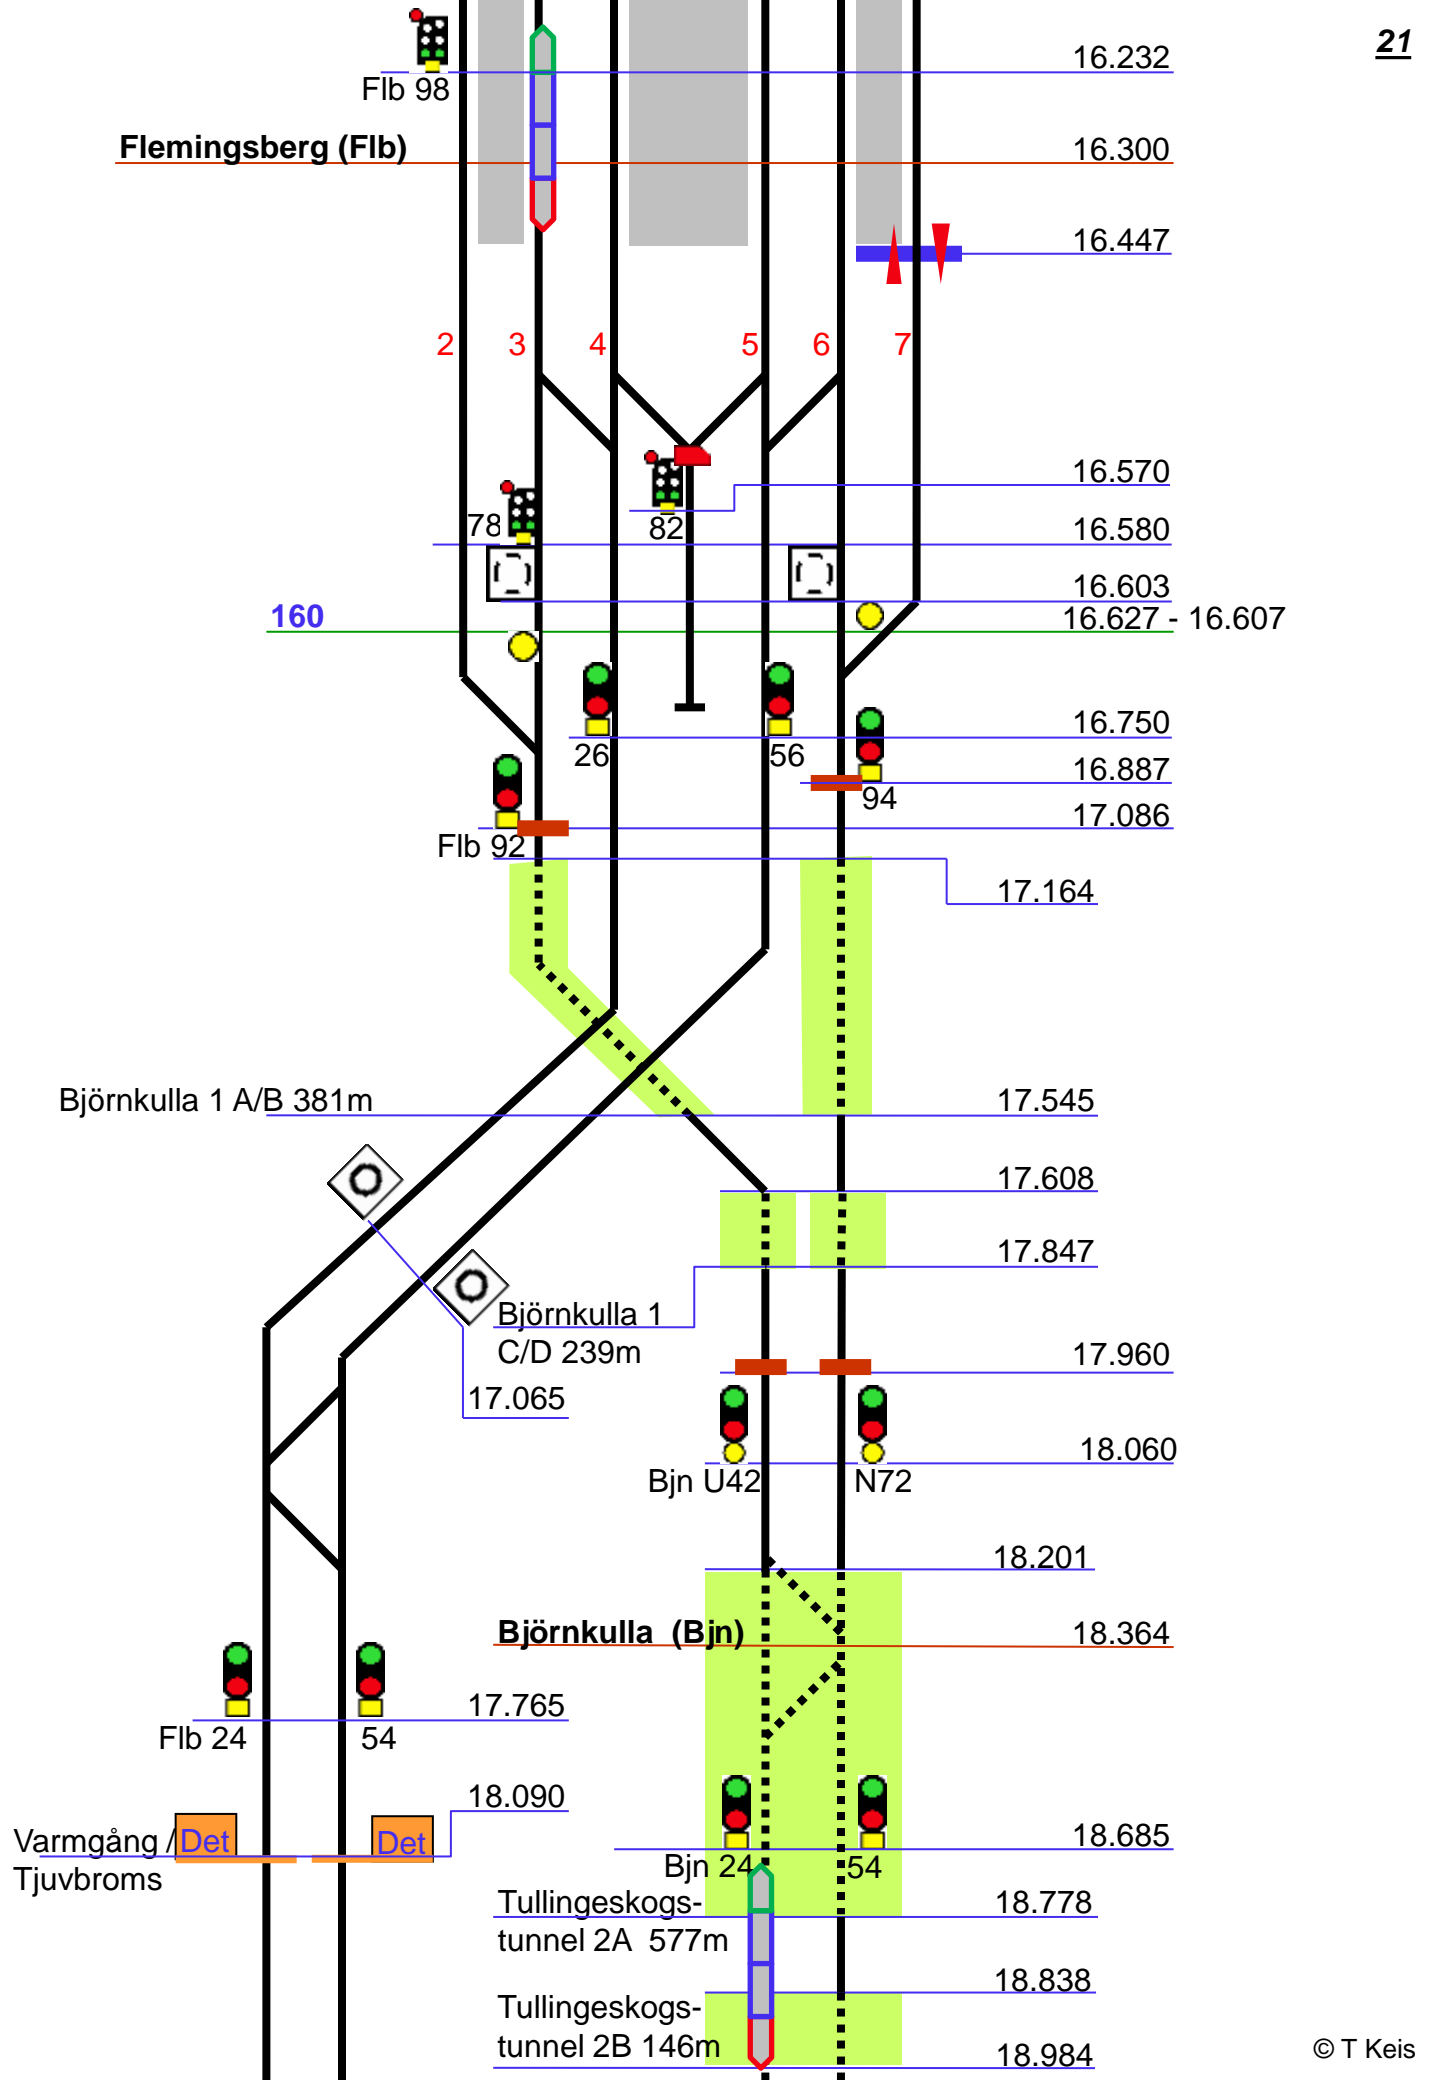 21
16.232
Flb 98
Flemingsberg (Flb)
16.300
16.447
2 3 4 5 6 7
16.570
78
82
16.580
16.603
160
16.627 - 16.607
16.750
26
56
16.887
94
17.086
Flb 92
17.164
Björnkulla 1 A/B 381m
17.545
17.608
17.847
Björnkulla 1
C/D 239m
17.960
17.065
18.060
Bjn U42
N72
18.201
Björnkulla (Bjn)
18.364
17.765
Flb 24
54
18.090
18.685
Varmgång / Det
Det
Tjuvbroms
Bjn 24
54
Tullingeskogs-
tunnel 2A 577m
18.778
18.838
Tullingeskogs-
tunnel 2B 146m
18.984
© T Keis